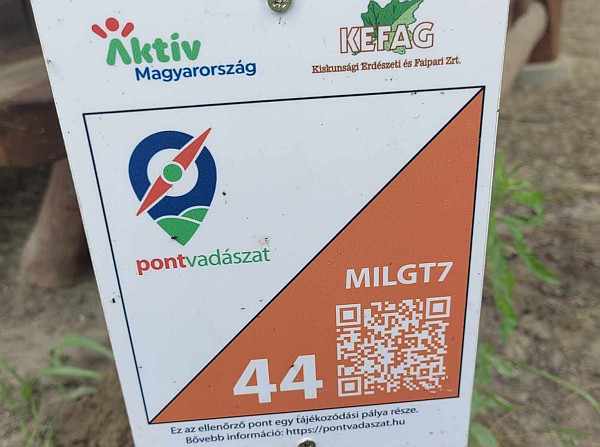 Aktív
Magyarország
KEFAG
Kiskunsági Erdészeti és Faipari Zrt.
pontvadászat
MILGT7
44
Ez az ellenőrző pont egy tájékozódási pálya része.
Bővebb információ: https://pontvadaszat.hu